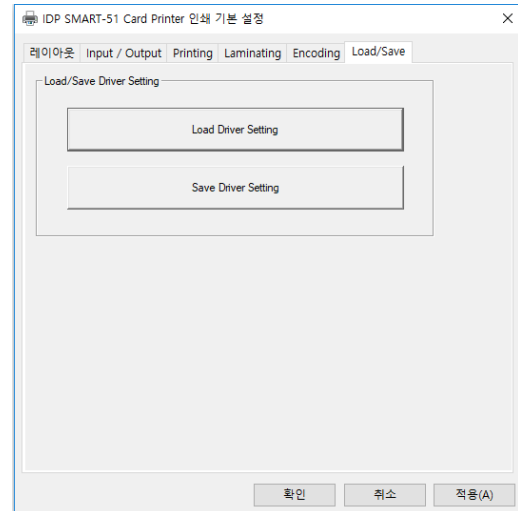 IDP SMART-51 Card Printer 인쇄 기본 설정
레이아웃 Input / Output Printing Laminating Encoding Load/Save
Load/Save Driver Setting
Load Driver Setting
Save Driver Setting
확인 취소 적용(A)